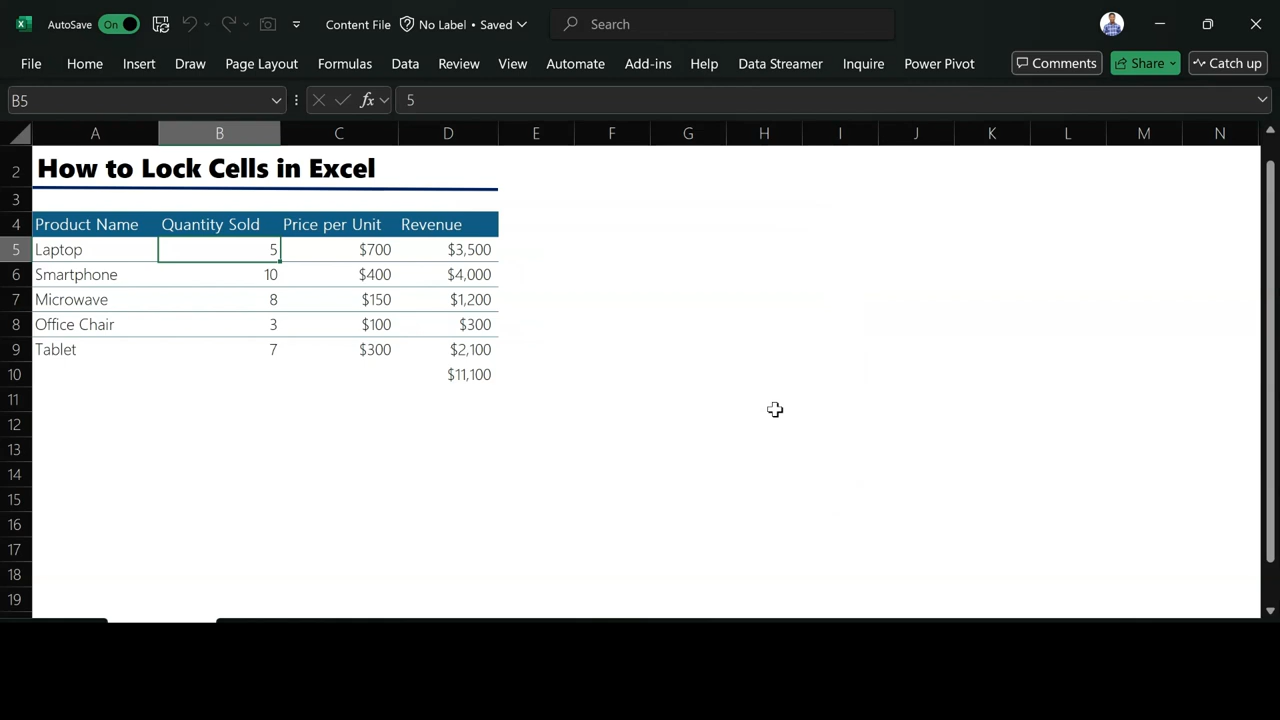 AutoSave On Content File No Label • Saved Search
File Home Insert Draw Page Layout Formulas Data Review View Automate Add-ins Help Data Streamer Inquire Power Pivot Comments Share Catch up
B5 fx 5
A B C D E F G H I J K L M N
2 How to Lock Cells in Excel
3
4 Product Name Quantity Sold Price per Unit Revenue
5 Laptop 5 $700 $3,500
6 Smartphone 10 $400 $4,000
7 Microwave 8 $150 $1,200
8 Office Chair 3 $100 $300
9 Tablet 7 $300 $2,100
10 $11,100
11
12
13
14
15
16
17
18
19